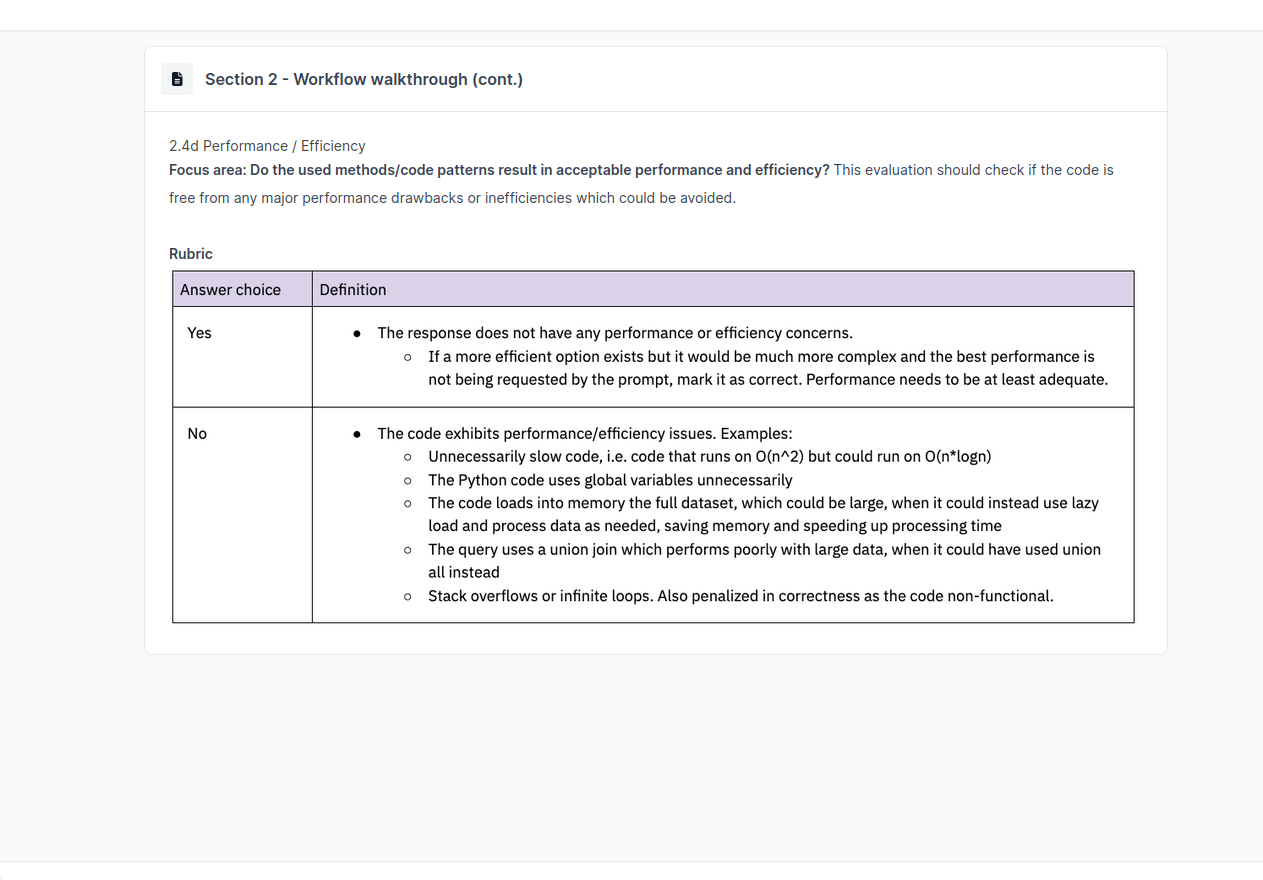 Section 2 - Workflow walkthrough (cont.)
2.4d Performance / Efficiency
Focus area: Do the used methods/code patterns result in acceptable performance and efficiency? This evaluation should check if the code is
free from any major performance drawbacks or inefficiencies which could be avoided.
Rubric
Answer choice Definition
Yes ● The response does not have any performance or efficiency concerns.
○ If a more efficient option exists but it would be much more complex and the best performance is
not being requested by the prompt, mark it as correct. Performance needs to be at least adequate.
No ● The code exhibits performance/efficiency issues. Examples:
○ Unnecessarily slow code, i.e. code that runs on O(n^2) but could run on O(n*logn)
○ The Python code uses global variables unnecessarily
○ The code loads into memory the full dataset, which could be large, when it could instead use lazy
load and process data as needed, saving memory and speeding up processing time
○ The query uses a union join which performs poorly with large data, when it could have used union
all instead
○ Stack overflows or infinite loops. Also penalized in correctness as the code non-functional.